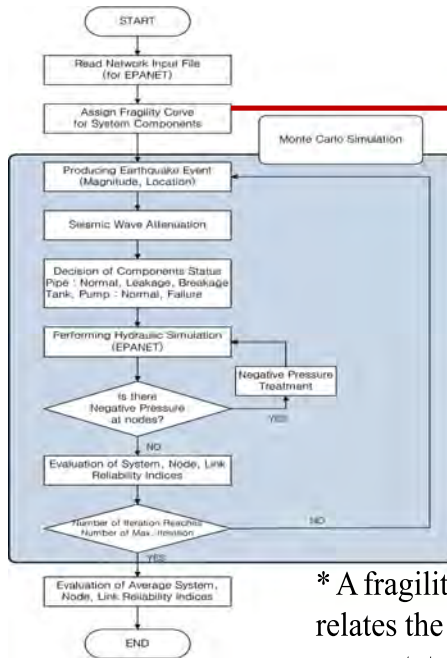 START
Read Network Input File
(for EPANET)
Assign Fragility Curve
for System Components
Monte Carlo Simulation
Producing Earthquake Event
(Magnitude, Location)
Seismic Wave Attenuation
Decision of Components Status
Pipe : Normal, Leakage, Breakage
Tank, Pump : Normal, Failure
Performing Hydraulic Simulation
(EPANET)
Negative Pressure
Treatment
Is there
Negative Pressure
at nodes?
YES
NO
Evaluation of System, Node, Link
Reliability Indices
Number of Iteration Reaches
Number of Max. Iteration
NO
YES
Evaluation of Average System,
Node, Link Reliability Indices
END
* A fragilit
relates the